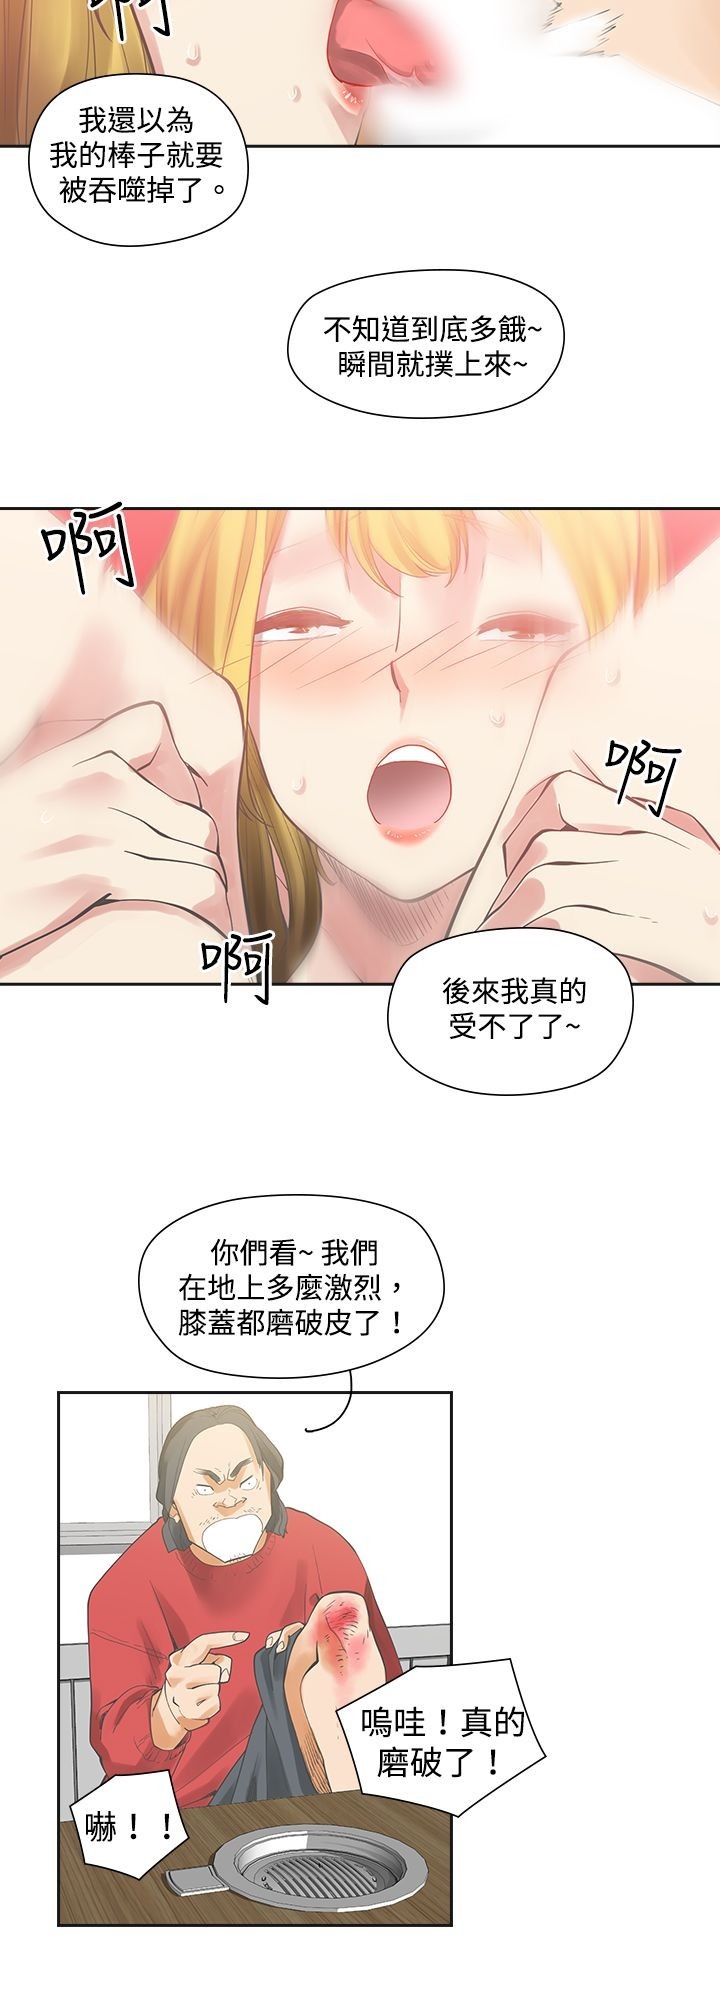 啊
我還以為
我的棒子就要
被吞噬掉了。
不知道到底多餓~
瞬間就撲上來~
啊
啊
啊
後來我真的
受不了了~
你們看~我們
在地上多麼激烈，
膝蓋都磨破皮了！
嗚哇！真的
磨破了！
嚇！！